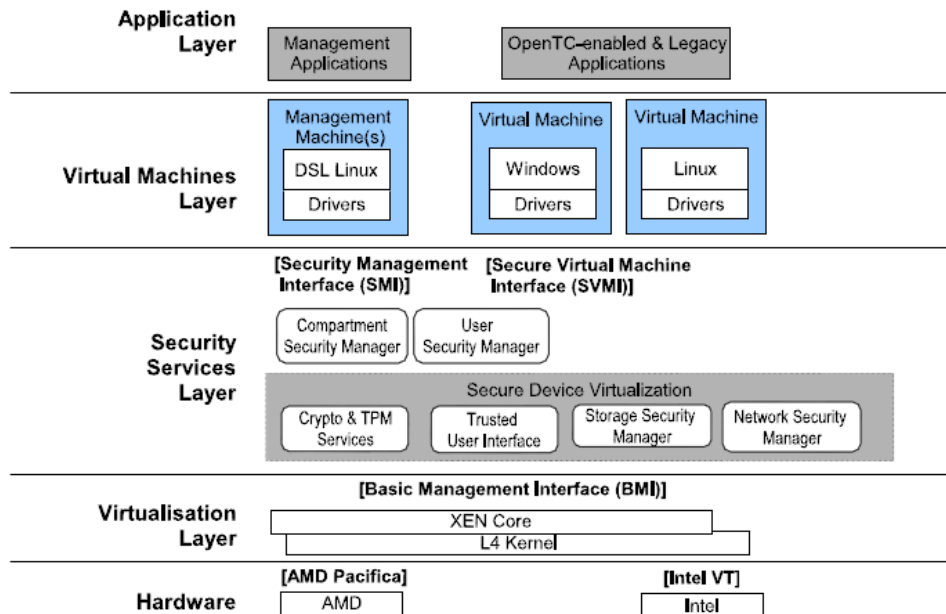 Application
Layer
Management
Applications
OpenTC-enabled & Legacy
Applications
Virtual Machines
Layer
Management
Machine(s)
DSL Linux
Drivers
Virtual Machine
Windows
Drivers
Virtual Machine
Linux
Drivers
Security
Services
Layer
[Security Management
Interface (SMI)]
[Secure Virtual Machine
Interface (SVMI)]
Compartment
Security Manager
User
Security Manager
Secure Device Virtualization
Crypto & TPM
Services
Trusted
User Interface
Storage Security
Manager
Network Security
Manager
Virtualisation
Layer
[Basic Management Interface (BMI)]
XEN Core
L4 Kernel
Hardware
[AMD Pacifica]
AMD
[Intel VT]
Intel